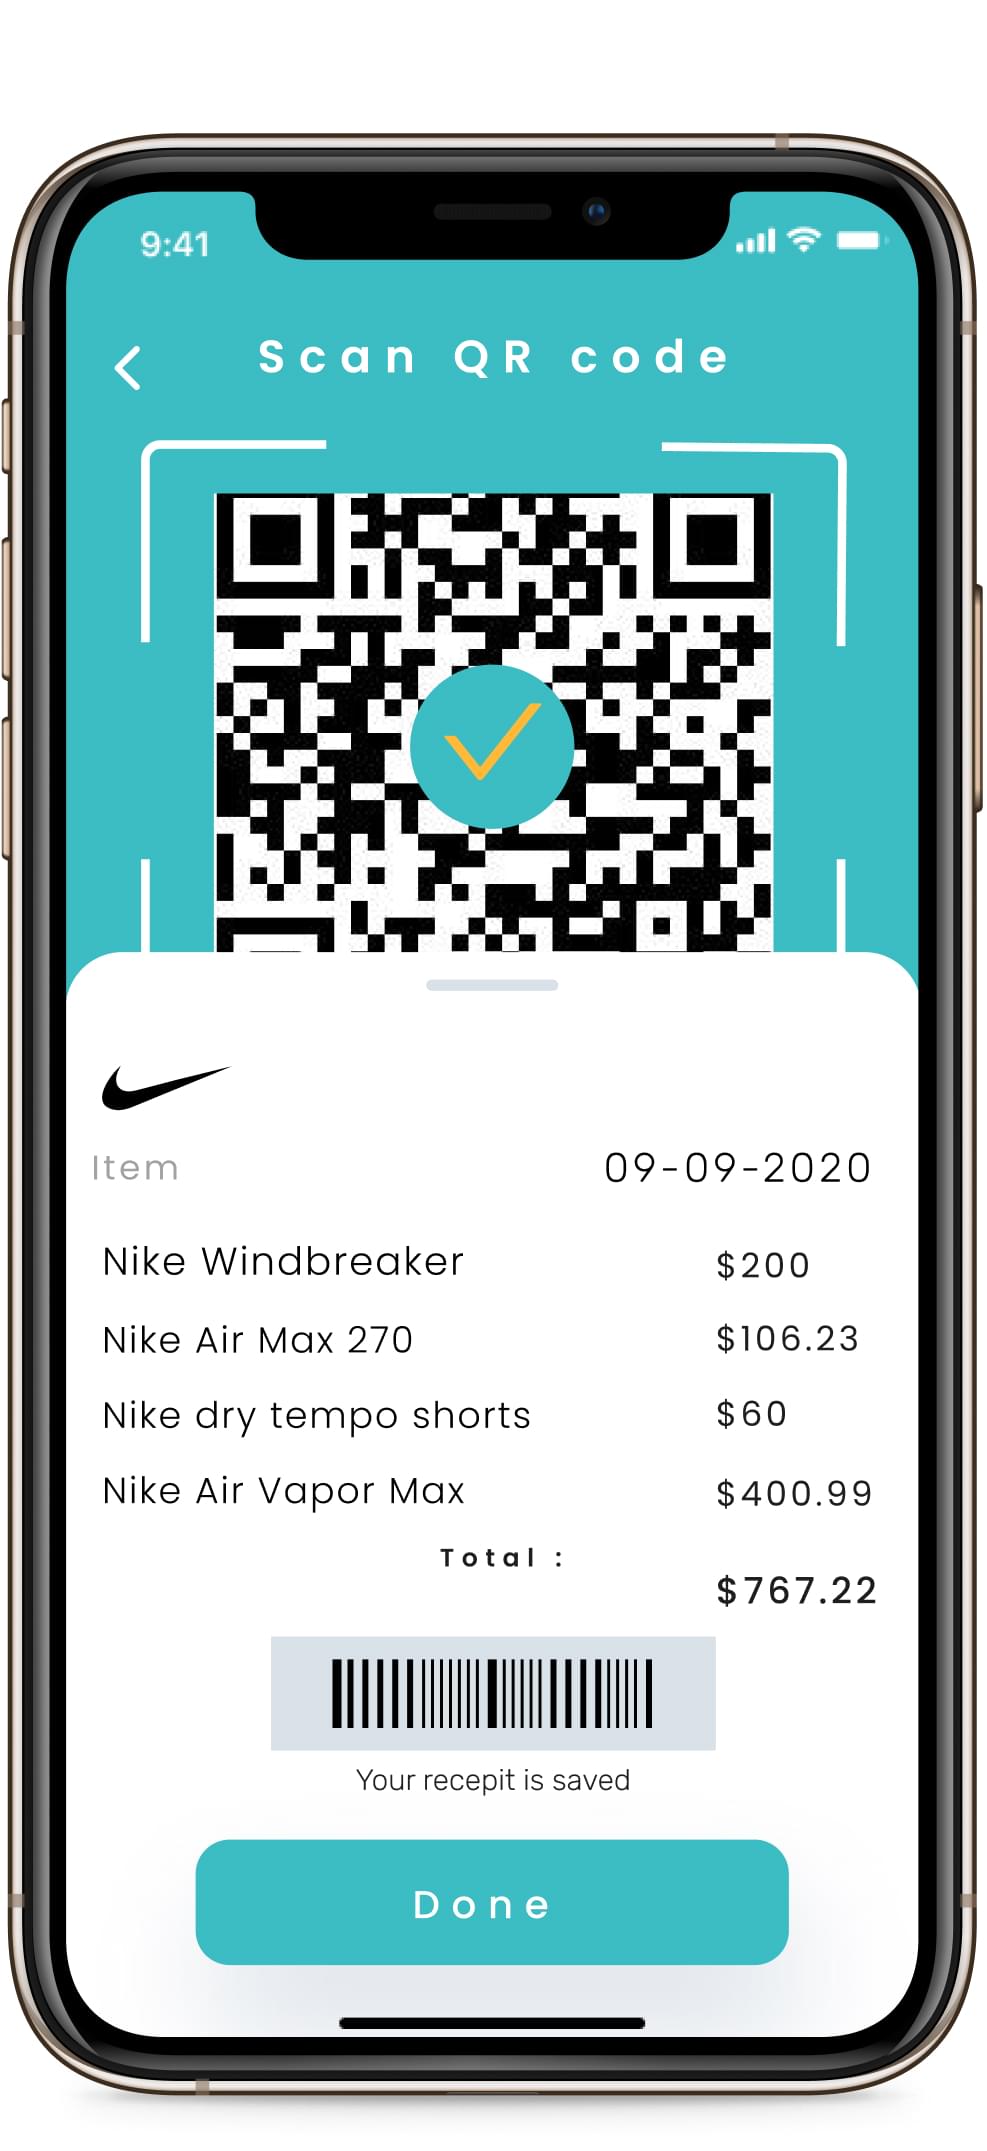 9:41
Scan QR code
Item 09-09-2020
Nike Windbreaker $200
Nike Air Max 270 $106.23
Nike dry tempo shorts $60
Nike Air Vapor Max $400.99
Total :
$767.22
Your recepit is saved
Done